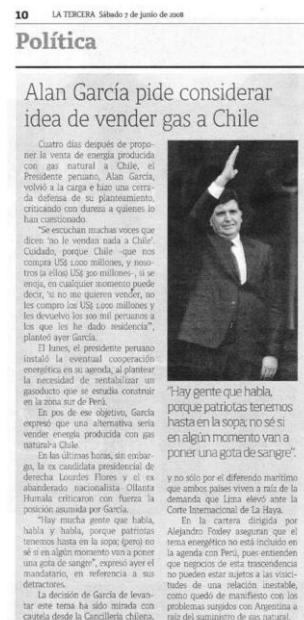 10 LA TERCERA Sábado 7 de junio de 2008
Política
Alan García pide considerar
idea de vender gas a Chile
Cuatro días después de propo-
ner la venta de energía producida
con gas natural a Chile, el
Presidente peruano, Alan García,
volvió a la carga e hizo una cerra-
da defensa de su planteamiento,
criticando con dureza a quienes lo
han cuestionado.
"Se escuchan muchas voces que
dicen 'no le vendan nada a Chile'.
Cuidado, porque Chile -que nos
compra US$ 1.000 millones, y noso-
tros (a ellos) US$ 300 millones-, si se
enoja, en cualquier momento puede
decir, 'si no me quieren vender, no
les compro los US$ 1.000 millones y
les devuelvo los 100 mil peruanos a
los que les he dado residencia'",
planteó ayer García.
El lunes, el presidente peruano
instaló la eventual cooperación
energética en su agenda, al plantear
la necesidad de rentabilizar un
gasoducto que se estudia construir
en la zona sur de Perú.
En pos de ese objetivo, García
expresó que una alternativa sería
vender energía producida con gas
natural a Chile.
En las últimas horas, sin embar-
go, la ex candidata presidencial de
derecha Lourdes Flores y el ex
abanderado nacionalista Ollanta
Humala criticaron con fuerza la
posición asumida por García.
"Hay mucha gente que habla,
habla y habla, porque patriotas
tenemos hasta en la sopa; (pero) no
sé si en algún momento van a poner
una gota de sangre", expresó ayer el
mandatario, en referencia a sus
detractores.
La decisión de García de levan-
tar este tema ha sido mirada con
cautela desde la Cancillería chilena,
"Hay gente que habla,
porque patriotas tenemos
hasta en la sopa; no sé si
en algún momento van a
poner una gota de sangre".
y no sólo por el diferendo marítimo
que ambos países viven a raíz de la
demanda que Lima elevó ante la
Corte Internacional de La Haya.
En la cartera dirigida por
Alejandro Foxley aseguran que el
tema energético no está incluido en
la agenda con Perú, pues entienden
que negocios de esta trascendencia
no pueden estar sujetos a las vicisi-
tudes de una relación inestable,
como quedó de manifiesto con los
problemas surgidos con Argentina a
raíz del suministro de gas natural.